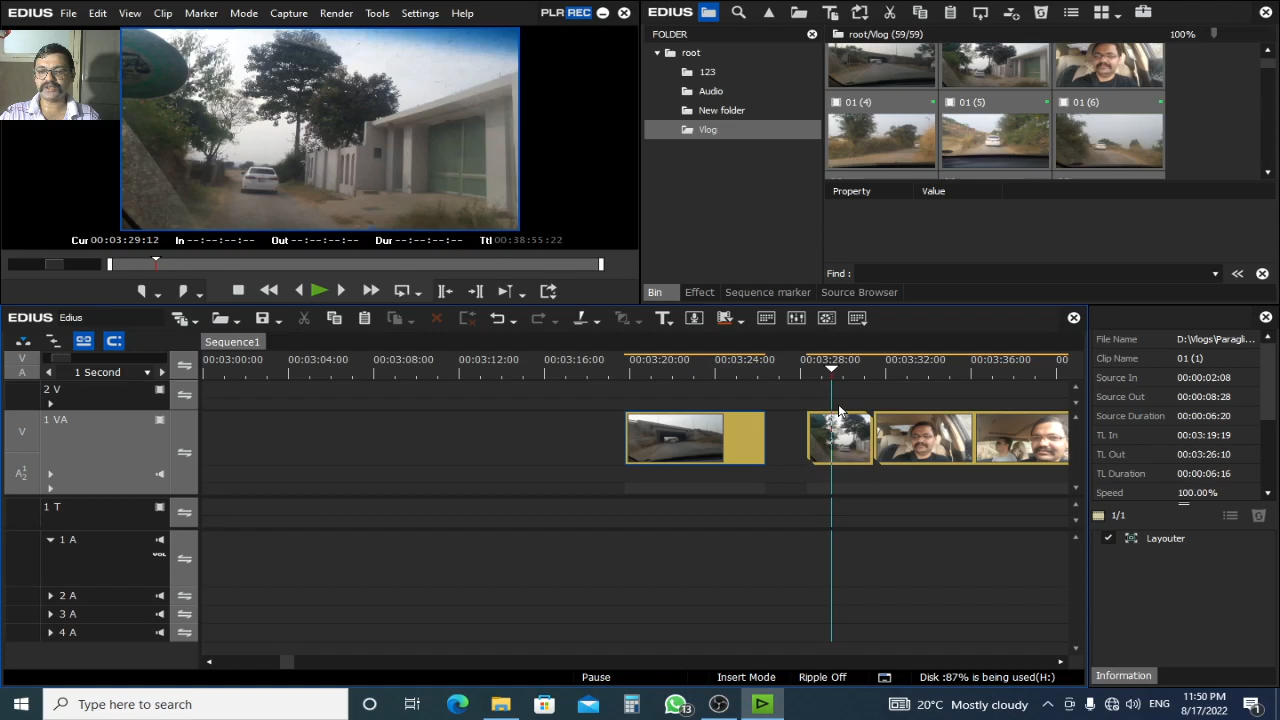 EDIUS File Edit View Clip Marker Mode Capture Render Tools Settings Help PLR REC
Cur 00:03:29:12 In --:--:--:-- Out --:--:--:-- Dur --:--:--:-- Ttl 00:38:55:22
EDIUS
FOLDER
root/Vlog (59/59) 100%
root
123
Audio
New folder
Vlog
01 (4) 01 (5) 01 (6)
Property Value
Find :
Bin Effect Sequence marker Source Browser
EDIUS Edius
Sequence1
V
A
1 Second
00:03:00:00 00:03:04:00 00:03:08:00 00:03:12:00 00:03:16:00 00:03:20:00 00:03:24:00 00:03:28:00 00:03:32:00 00:03:36:00
2 V
1 VA
V
A 1 2
1 T
1 A
VOL
2 A
3 A
4 A
Pause Insert Mode Ripple Off Disk :87% is being used(H:)
File Name D:\Vlogs\Paragli...
Clip Name 01 (1)
Source In 00:00:02:08
Source Out 00:00:08:28
Source Duration 00:00:06:20
TL In 00:03:19:19
TL Out 00:03:26:10
TL Duration 00:00:06:16
Speed 100.00%
1/1
Layouter
Information
Type here to search
13
20°C Mostly cloudy
ENG
11:50 PM
8/17/2022
1